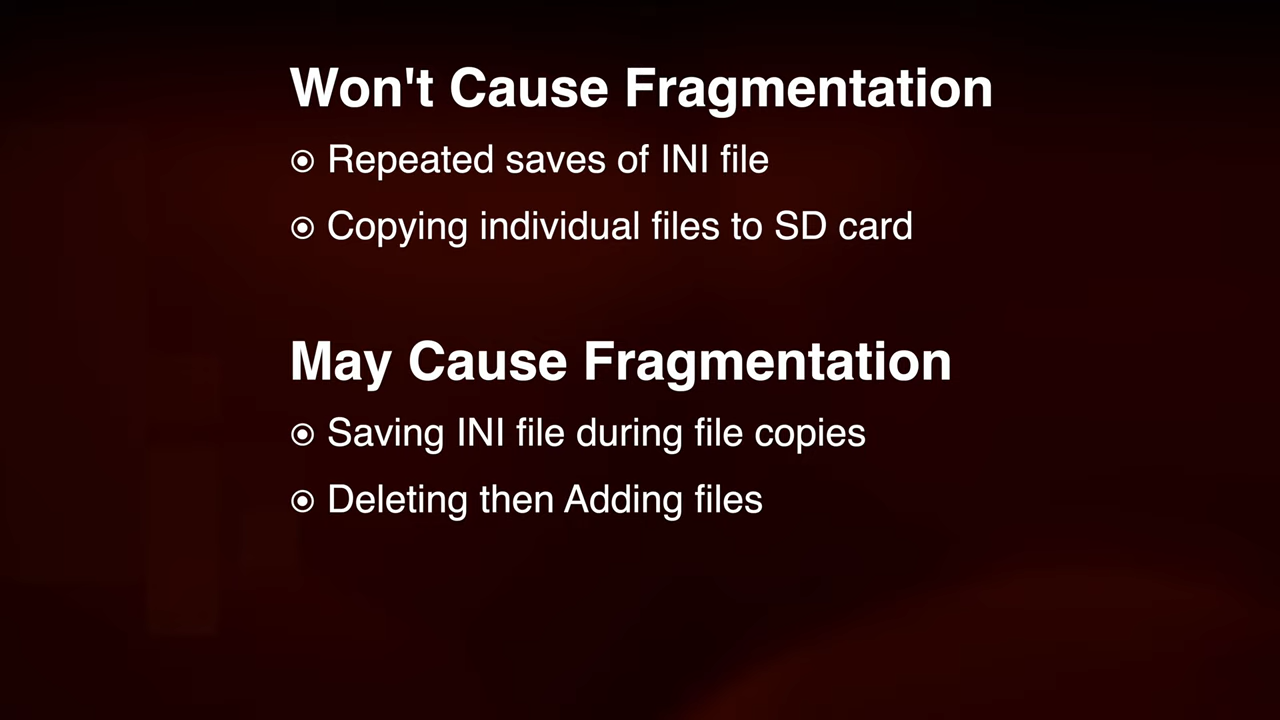 Won't Cause Fragmentation
Repeated saves of INI file
Copying individual files to SD card
May Cause Fragmentation
Saving INI file during file copies
Deleting then Adding files